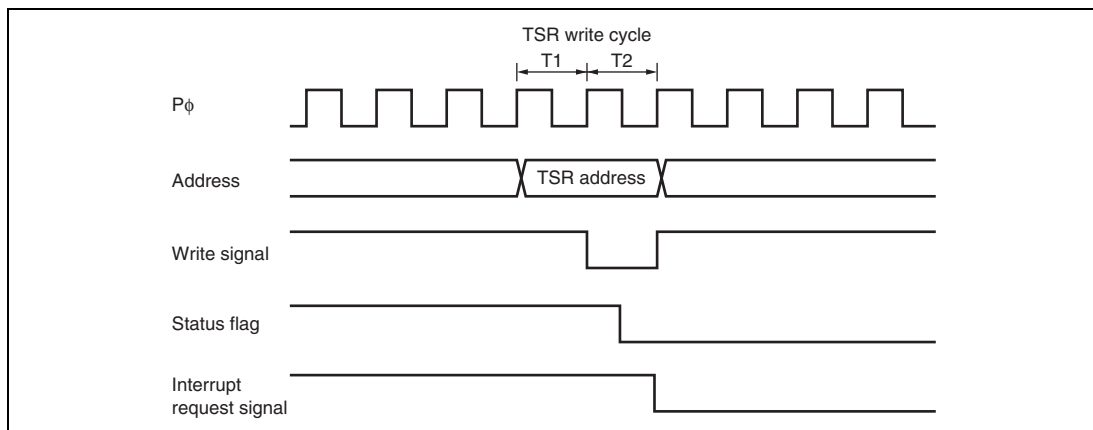 TSR write cycle
T1 T2
Pϕ
Address
TSR address
Write signal
Status flag
Interrupt
request signal